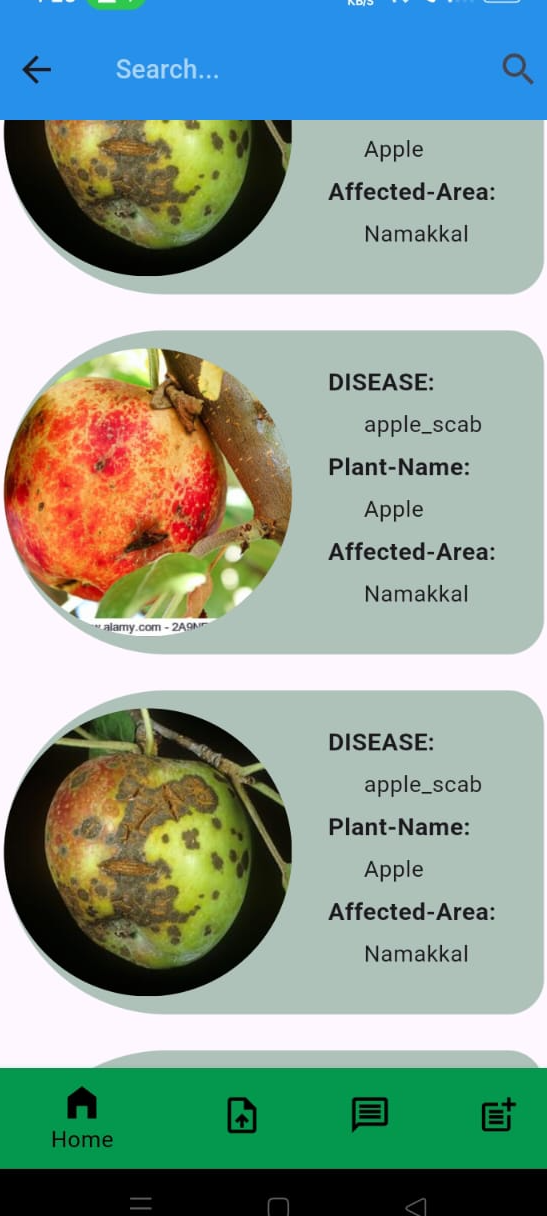 KB/S
Search...
Apple
Affected-Area:
Namakkal
DISEASE:
apple_scab
Plant-Name:
Apple
Affected-Area:
Namakkal
alamy.com - 2A9N
DISEASE:
apple_scab
Plant-Name:
Apple
Affected-Area:
Namakkal
Home